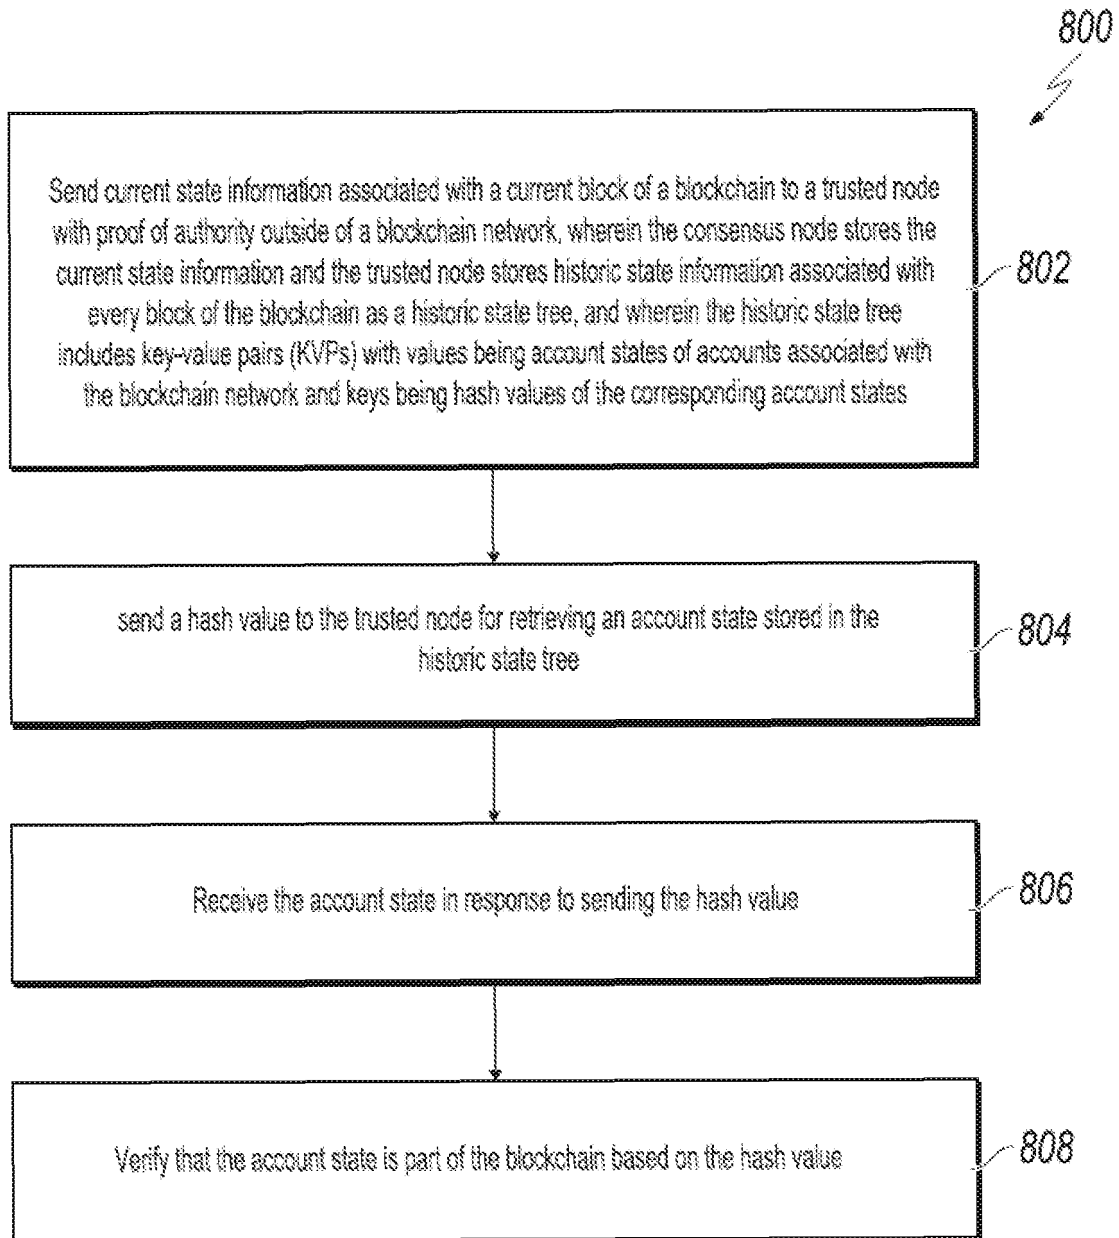 800
Send current state information associated with a current block of a blockchain to a trusted node
with proof of authority outside of a blockchain network, wherein the consensus node stores the
current state information and the trusted node stores historic state information associated with
every block of the blockchain as a historic state tree, and wherein the historic state tree
includes key-value pairs (KVPs) with values being account states of accounts associated with
the blockchain network and keys being hash values of the corresponding account states
802
send a hash value to the trusted node for retrieving an account state stored in the
historic state tree
804
Receive the account state in response to sending the hash value
806
Verify that the account state is part of the blockchain based on the hash value
808